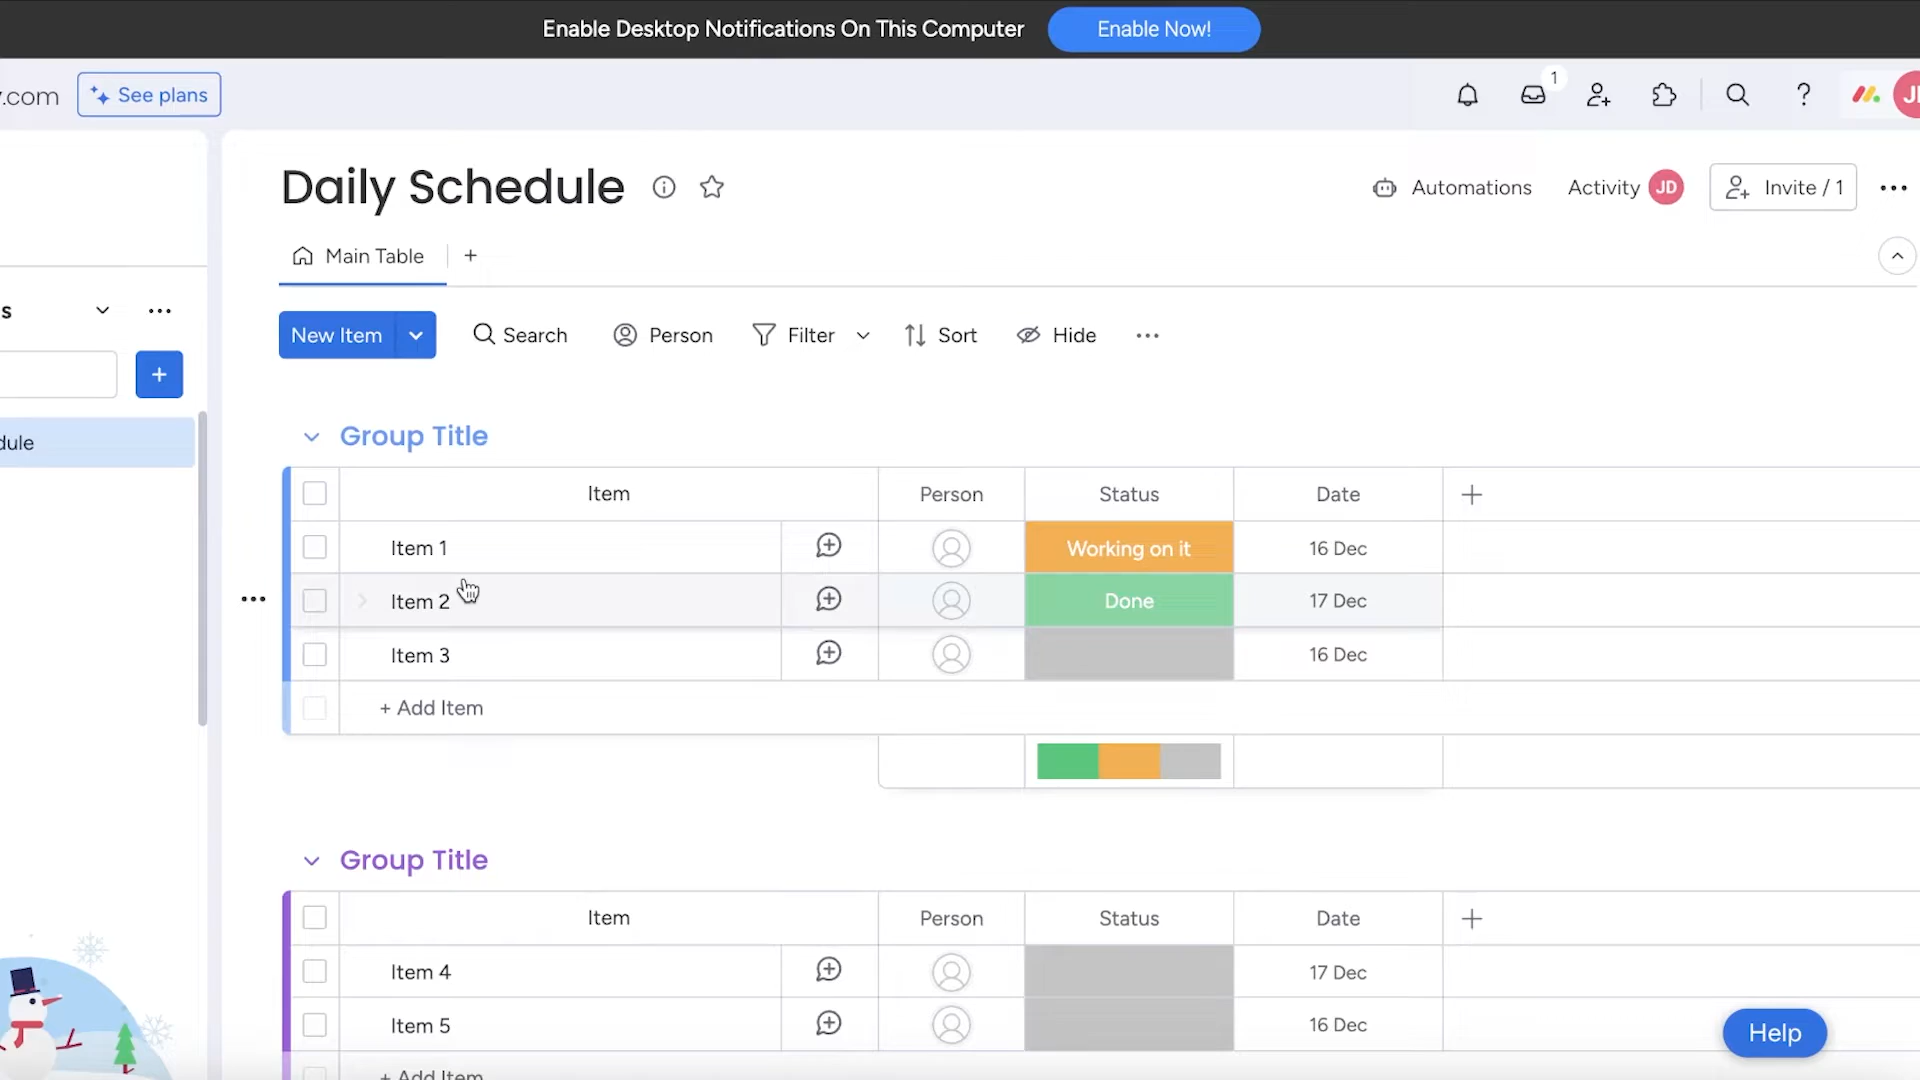 Enable Desktop Notifications On This Computer Enable Now!
.com See plans 1
Daily Schedule
Automations Activity JD Invite / 1
Main Table +
s
New Item Search Person Filter Sort Hide
+
dule
Group Title
Item Person Status Date +
Item 1 Working on it 16 Dec
Item 2 Done 17 Dec
Item 3 16 Dec
+ Add Item
Group Title
Item Person Status Date +
Item 4 17 Dec
Item 5 16 Dec
+ Add Item
Help